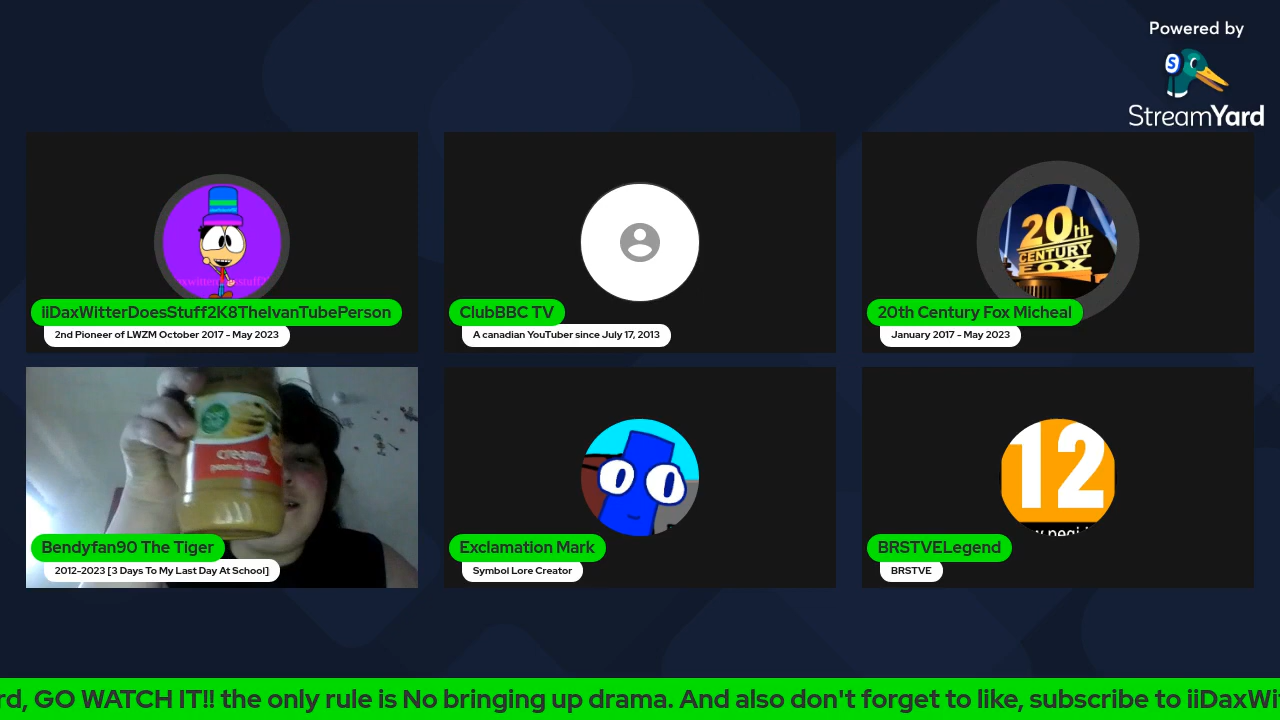 Powered by
S
StreamYard
iiDaxWitterDoesStuff2K8TheIvanTubePerson
2nd Pioneer of LWZM October 2017 - May 2023
ClubBBC TV
A canadian YouTuber since July 17, 2013
20th
CENTURY
FOX
20th Century Fox Micheal
January 2017 - May 2023
creamy
peanut butter
Bendyfan90 The Tiger
2012-2023 [3 Days To My Last Day At School]
Exclamation Mark
Symbol Lore Creator
12
BRSTVELegend
BRSTVE
rd, GO WATCH IT!! the only rule is No bringing up drama. And also don't forget to like, subscribe to iiDaxWi